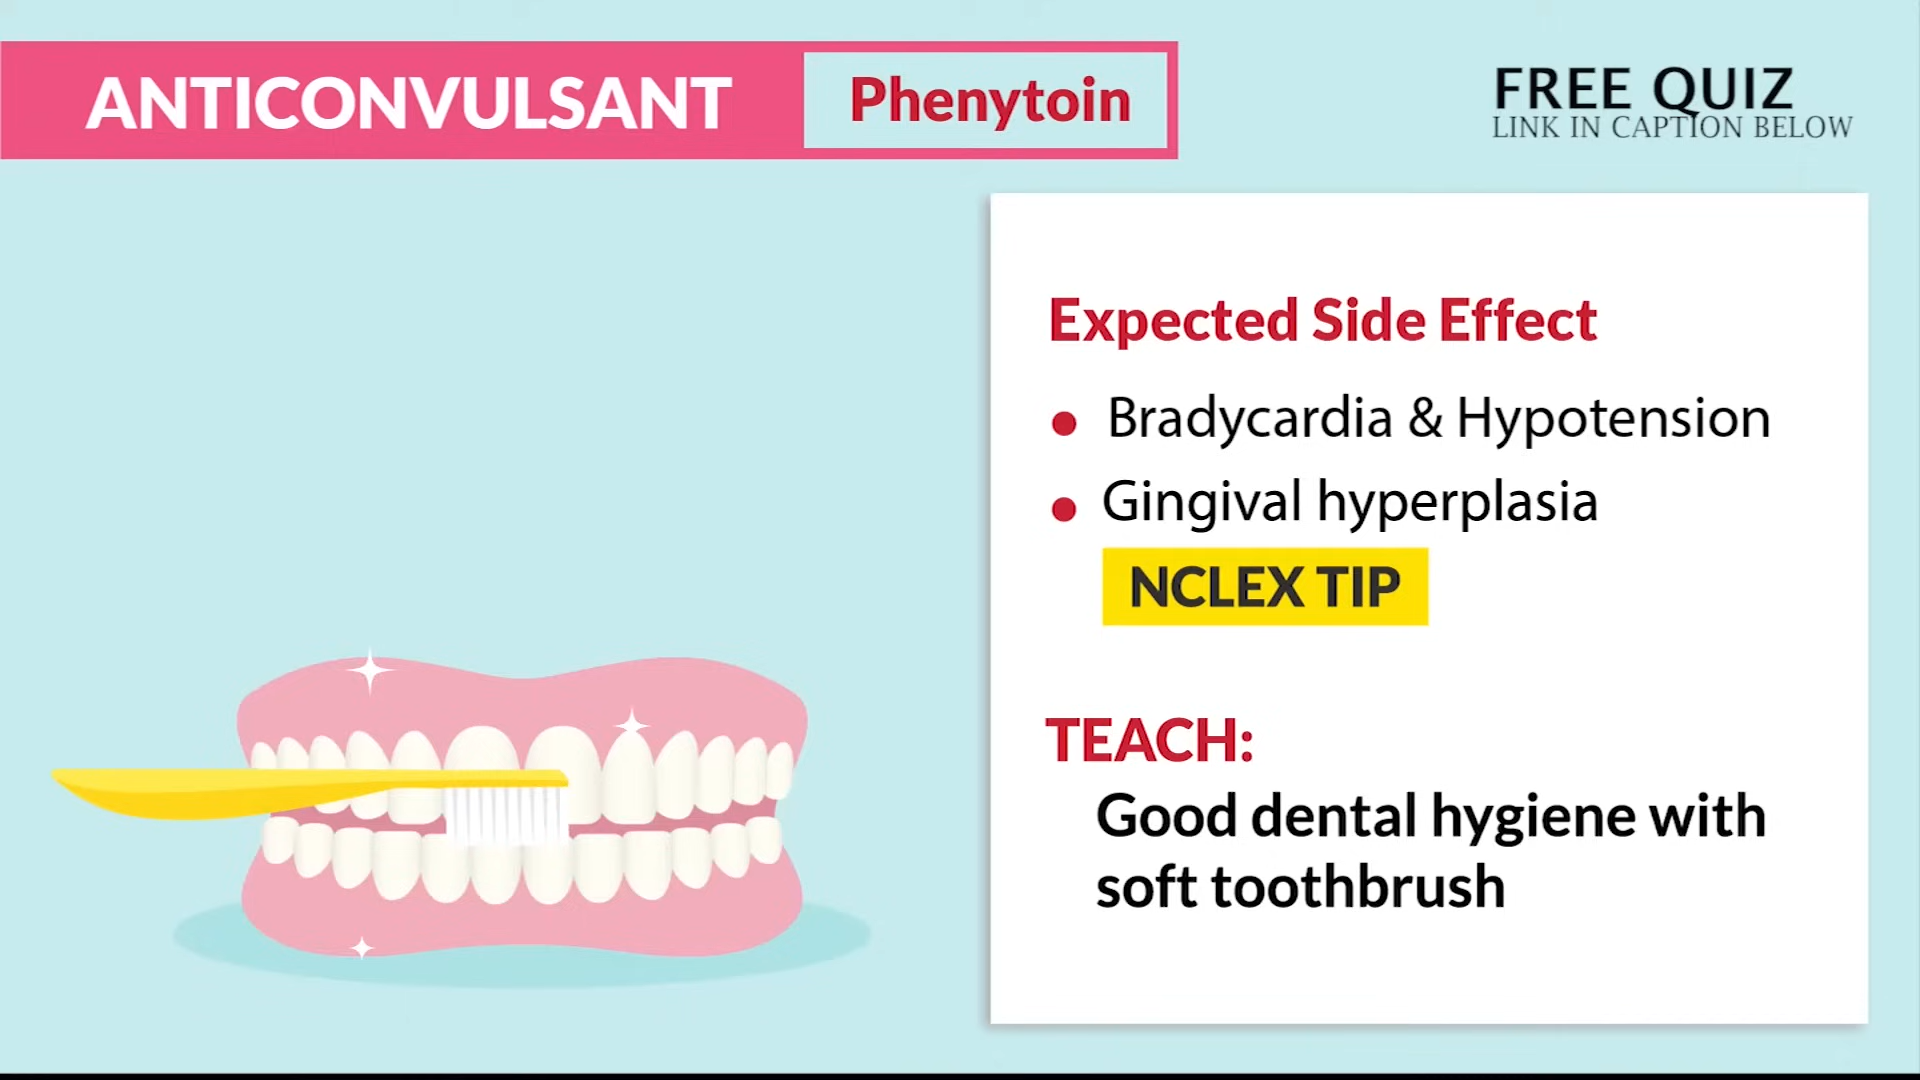 ANTICONVULSANT
Phenytoin
FREE QUIZ
LINK IN CAPTION BELOW
Expected Side Effect
• Bradycardia & Hypotension
• Gingival hyperplasia
NCLEX TIP
TEACH:
Good dental hygiene with
soft toothbrush